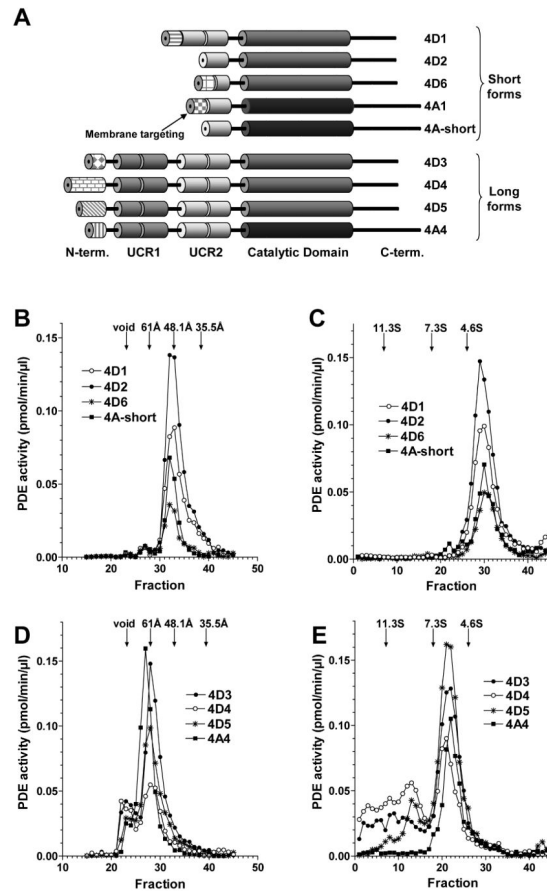 A
4D1
4D2
4D6
4A1
4A-short
Short forms
Membrane targeting
4D3
4D4
4D5
4A4
Long forms
N-term. UCR1 UCR2 Catalytic Domain C-term.
B
void 61Å 48.1Å 35.5Å
4D1
4D2
4D6
4A-short
PDE activity (pmol/min/µl)
0.15
0.10
0.05
0.00
10 20 30 40 50
Fraction
C
11.3S 7.3S 4.6S
4D1
4D2
4D6
4A-short
PDE activity (pmol/min/µl)
0.15
0.10
0.05
0.00
0 10 20 30 40
Fraction
D
void 61Å 48.1Å 35.5Å
4D3
4D4
4D5
4A4
PDE activity (pmol/min/µl)
0.15
0.10
0.05
0.00
10 20 30 40 50
Fraction
E
11.3S 7.3S 4.6S
4D3
4D4
4D5
4A4
PDE activity (pmol/min/µl)
0.15
0.10
0.05
0.00
0 10 20 30 40
Fraction